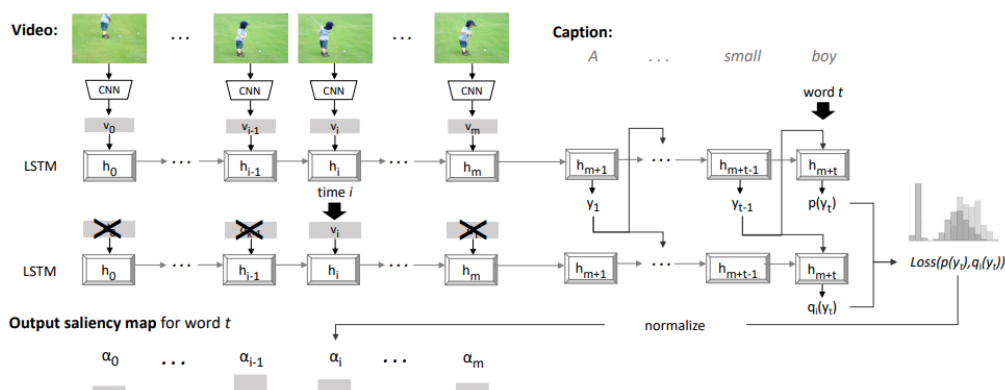 Video: ... ... Caption:
A ... small boy
CNN CNN CNN CNN
word t
v0 vi-1 vi vm
LSTM h0 ... hi-1 hi ... hm hm+1 ... hm+t-1 hm+t
time i
y1 yt-1 p(yt)
vi
LSTM h0 ... hi-1 hi ... hm hm+1 ... hm+t-1 hm+t
Loss(p(yt),qi(yt))
qi(yt)
Output saliency map for word t
normalize
α0 ... αi-1 αi ... αm